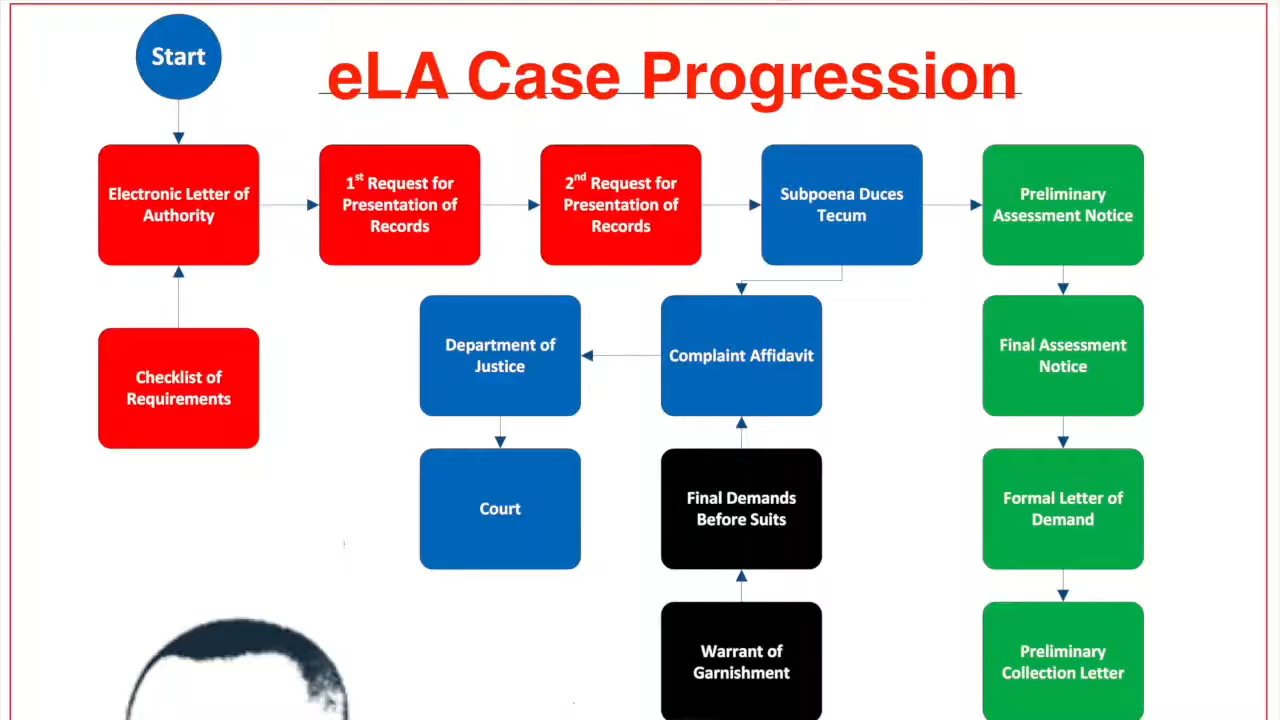 Start
eLA Case Progression
Electronic Letter of
Authority
1st Request for
Presentation of
Records
2nd Request for
Presentation of
Records
Subpoena Duces
Tecum
Preliminary
Assessment Notice
Checklist of
Requirements
Department of
Justice
Complaint Affidavit
Final Assessment
Notice
Court
Final Demands
Before Suits
Formal Letter of
Demand
Warrant of
Garnishment
Preliminary
Collection Letter